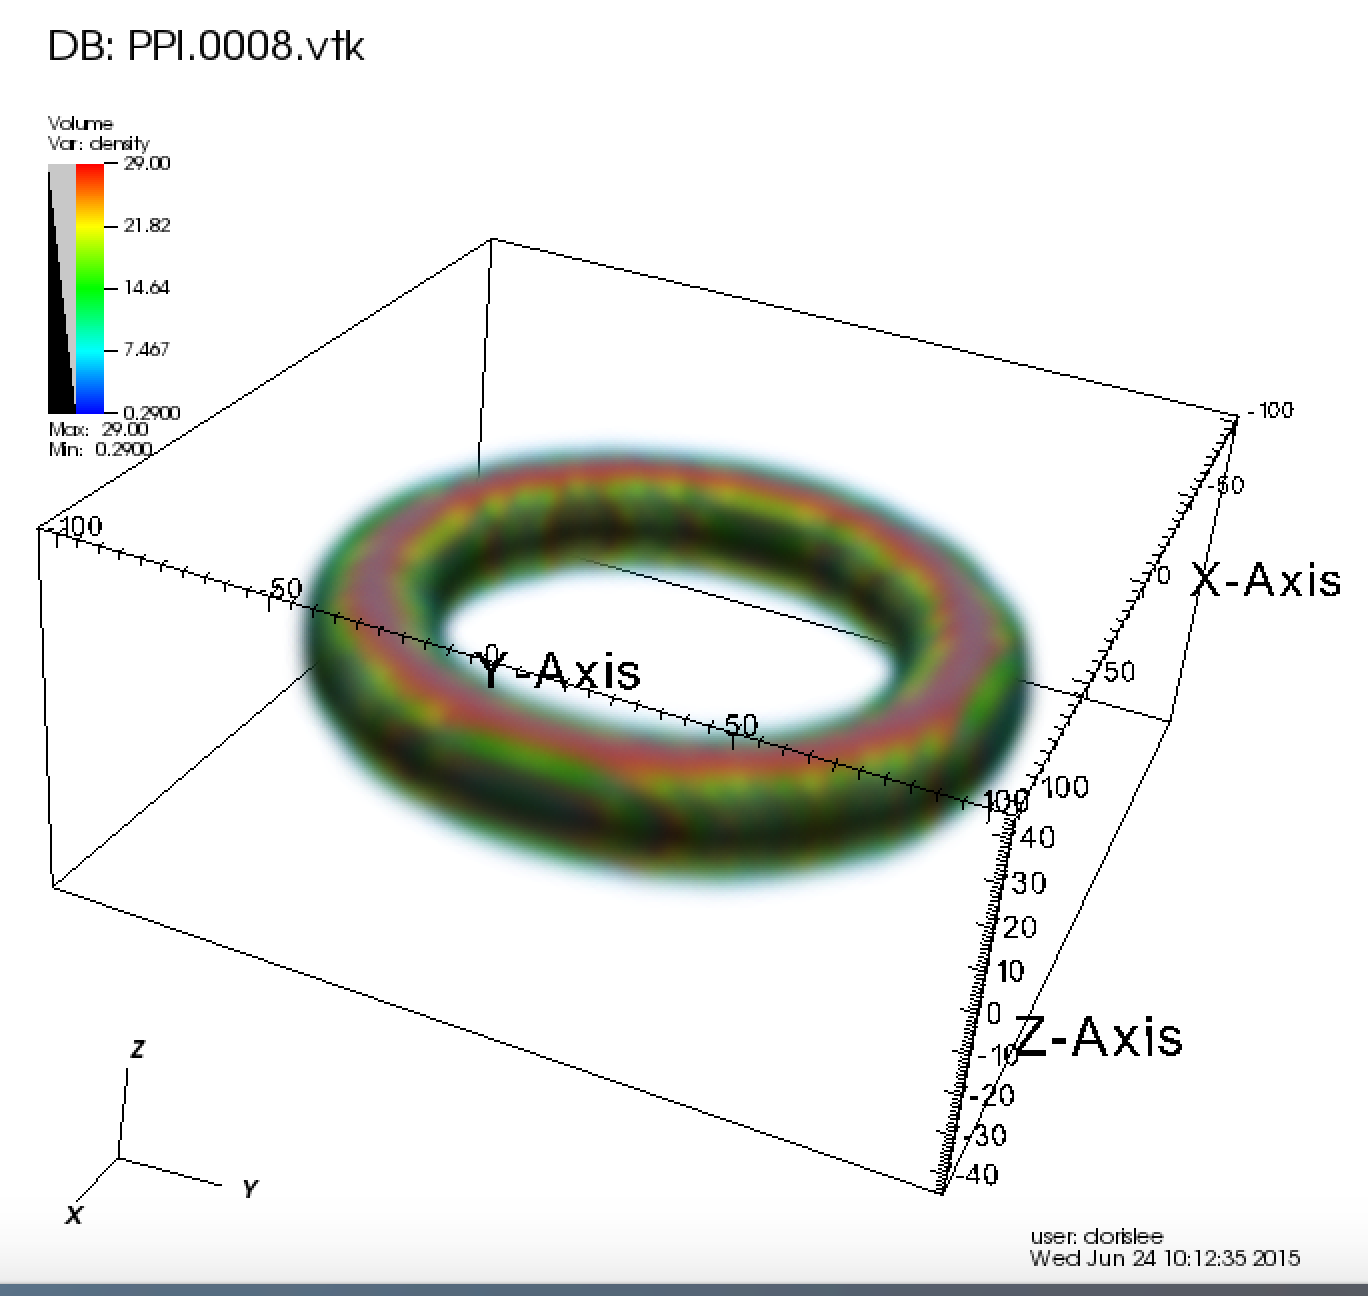 DB: PPI.0008.vtk
Volume
Var: density
29.00
21.82
14.64
7.467
0.2900
Max: 29.00
Min: 0.2900
-100
-50
0
X-Axis
50
100
-100
50
0
Y-Axis
50
100
40
30
20
10
0
Z-Axis
-10
-20
-30
-40
Z
Y
X
user: dorislee
Wed Jun 24 10:12:35 2015